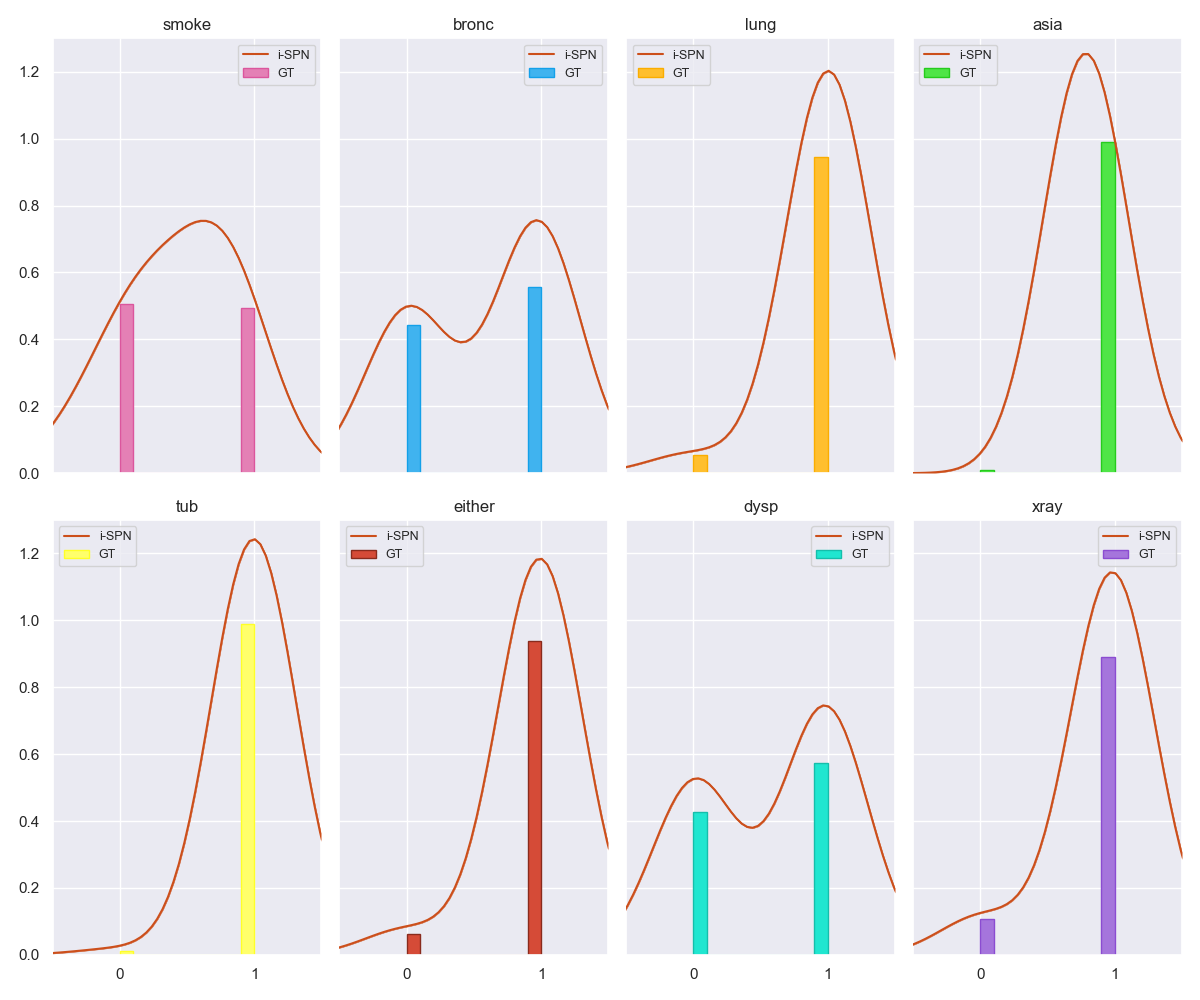 smoke
bronc
lung
asia
i-SPN
GT
i-SPN
GT
i-SPN
GT
i-SPN
GT
1.2
1.0
0.8
0.6
0.4
0.2
0.0
tub
either
dysp
xray
i-SPN
GT
i-SPN
GT
i-SPN
GT
i-SPN
GT
1.2
1.0
0.8
0.6
0.4
0.2
0.0
0 1
0 1
0 1
0 1